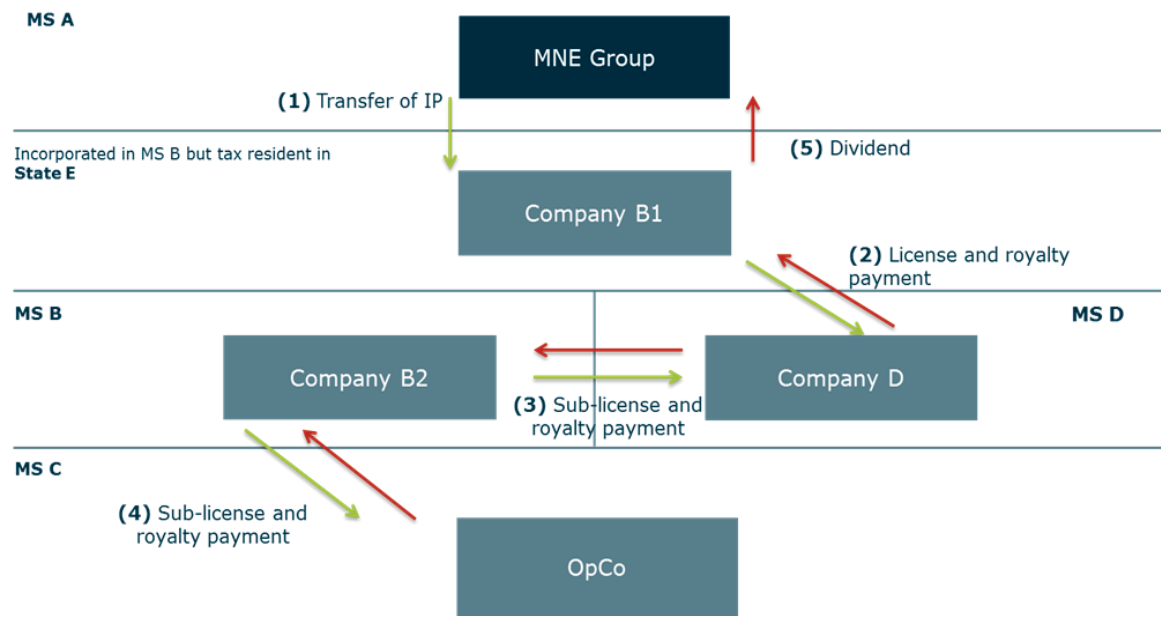 MS A
MNE Group
(1) Transfer of IP
Incorporated in MS B but tax resident in
State E
(5) Dividend
Company B1
(2) License and royalty
payment
MS B
MS D
Company B2
Company D
(3) Sub-license and
royalty payment
MS C
(4) Sub-license and
royalty payment
OpCo